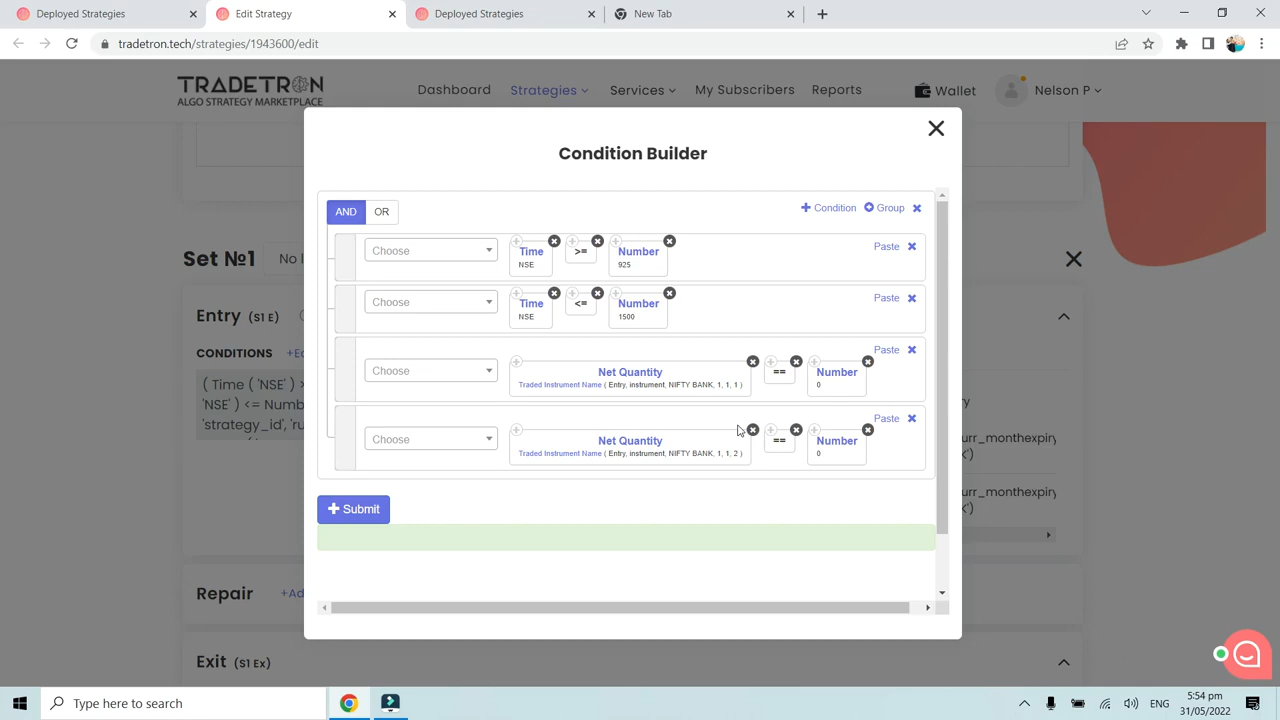 Deployed Strategies
Edit Strategy
Deployed Strategies
New Tab
tradetron.tech/strategies/1943600/edit
TRADETRON
ALGO STRATEGY MARKETPLACE
Dashboard Strategies Services My Subscribers Reports Wallet Nelson P
Condition Builder
AND OR
Condition Group
Choose Time NSE >= Number 925 Paste
Choose Time NSE <= Number 1500 Paste
Choose Net Quantity == Number Paste
Traded Instrument Name ( Entry, instrument, NIFTY BANK, 1, 1, 1 ) 0
Choose Net Quantity == Number Paste
Traded Instrument Name ( Entry, instrument, NIFTY BANK, 1, 1, 2 ) 0
Submit
Set №1 No l
Entry (S1 E)
CONDITIONS +E
( Time ( 'NSE' ) >
'NSE' ) <= Numb
'strategy_id', 'ru
urr_monthexpiry
K')
urr_monthexpiry
K')
Repair +Ad
Exit (S1 Ex)
Type here to search
ENG
5:54 pm
31/05/2022